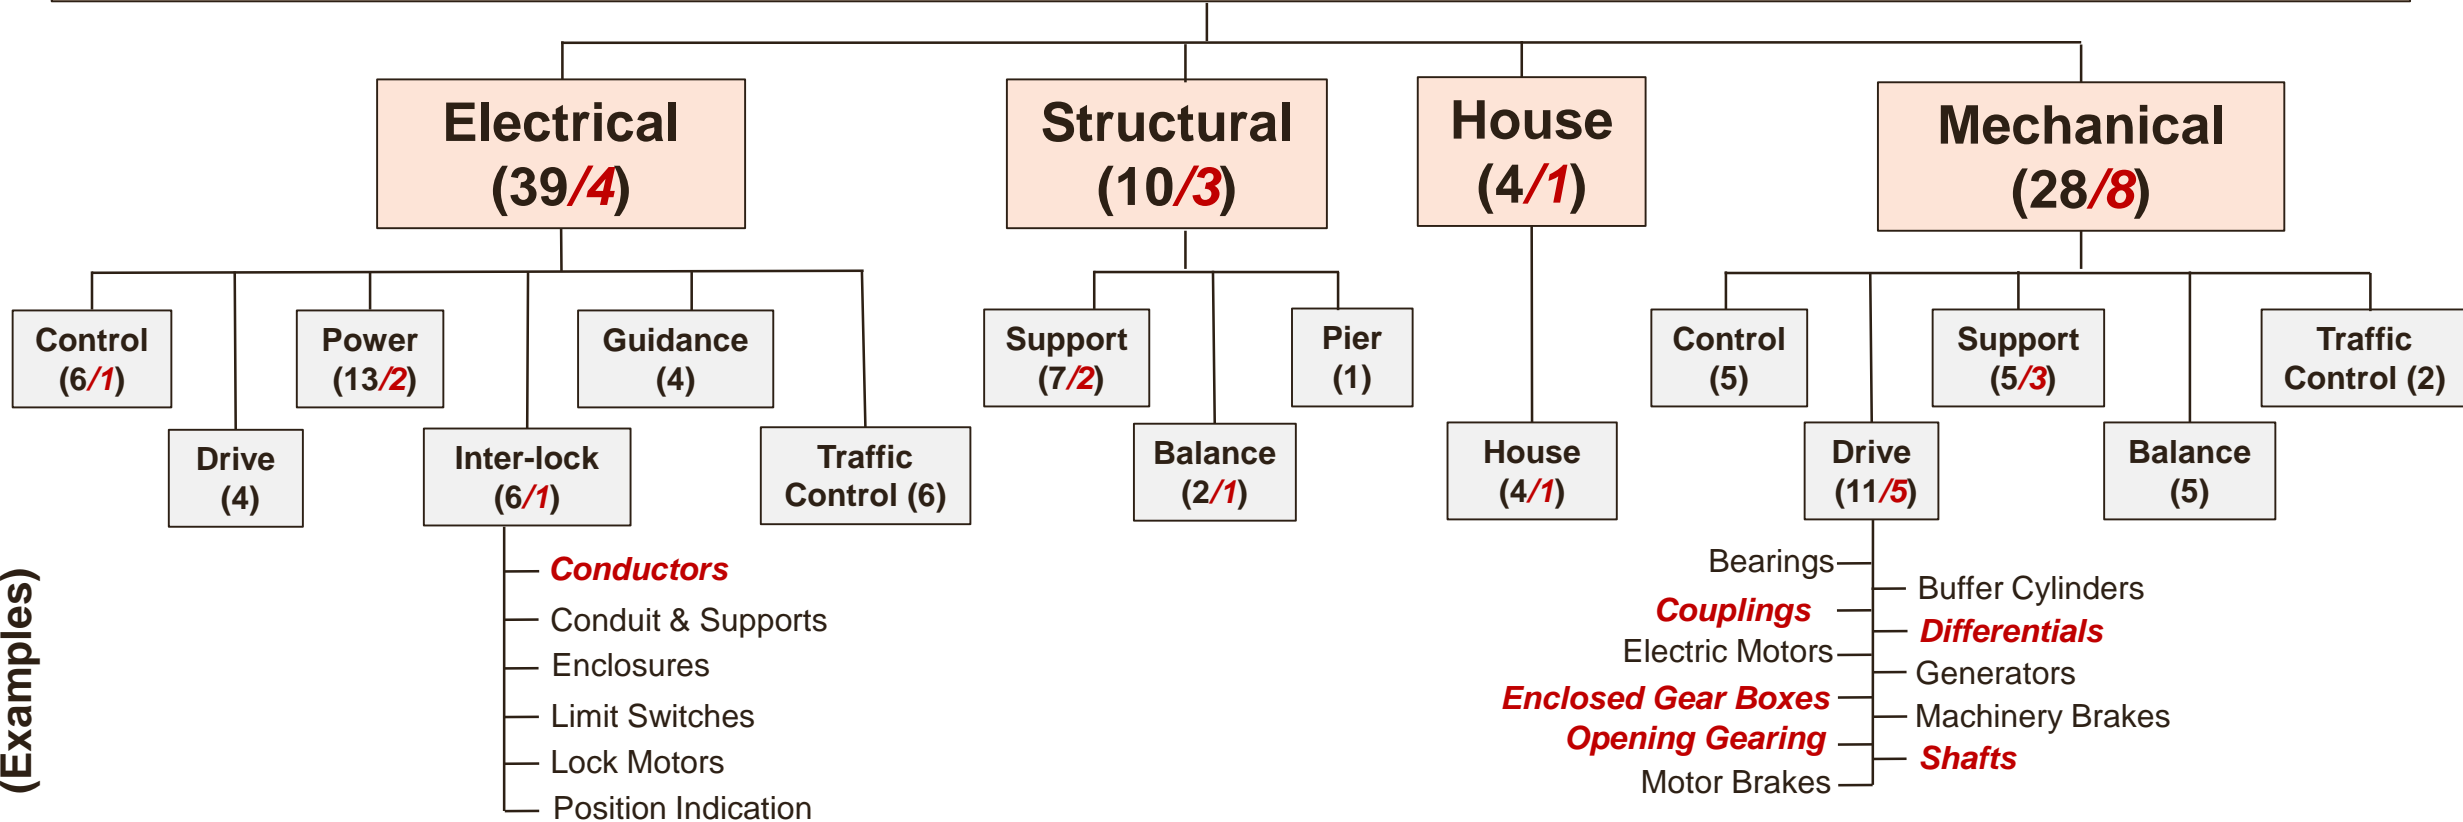 Electrical
(39/4)
Structural
(10/3)
House
(4/1)
Mechanical
(28/8)
Control
(6/1)
Drive
(4)
Power
(13/2)
Inter-lock
(6/1)
Guidance
(4)
Traffic
Control (6)
Support
(7/2)
Balance
(2/1)
Pier
(1)
House
(4/1)
Control
(5)
Drive
(11/5)
Support
(5/3)
Balance
(5)
Traffic
Control (2)
(Examples)
Conductors
Conduit & Supports
Enclosures
Limit Switches
Lock Motors
Position Indication
Bearings
Buffer Cylinders
Couplings
Differentials
Electric Motors
Generators
Enclosed Gear Boxes
Machinery Brakes
Opening Gearing
Shafts
Motor Brakes